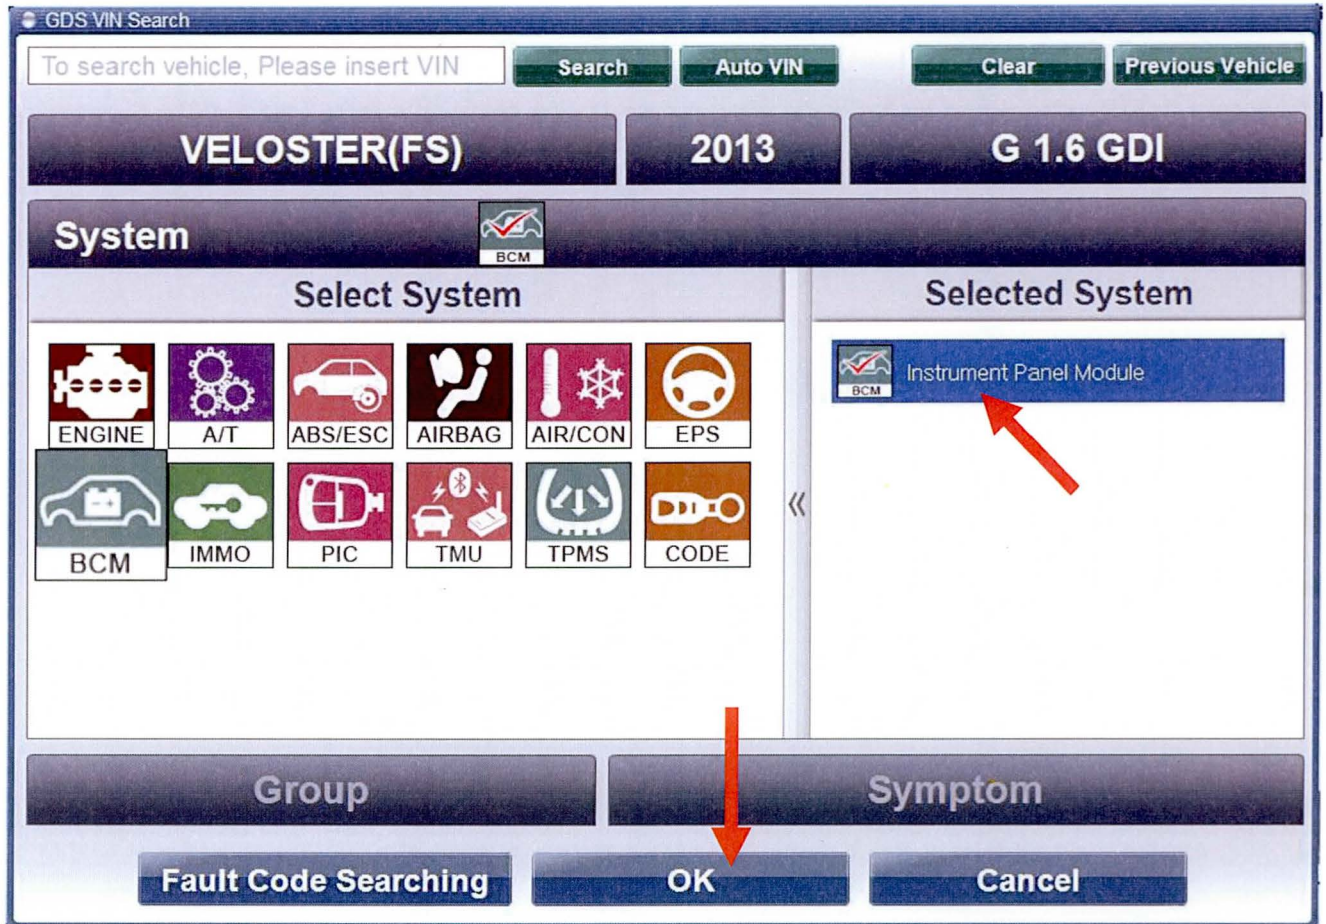 GDS VIN Search
To search vehicle, Please insert VIN Search Auto VIN Clear Previous Vehicle
VELOSTER(FS) 2013 G 1.6 GDI
System BCM
Select System Selected System
BCM Instrument Panel Module
ENGINE A/T ABS/ESC AIRBAG AIR/CON EPS
BCM IMMO PIC TMU TPMS CODE
Group Symptom
Fault Code Searching OK Cancel